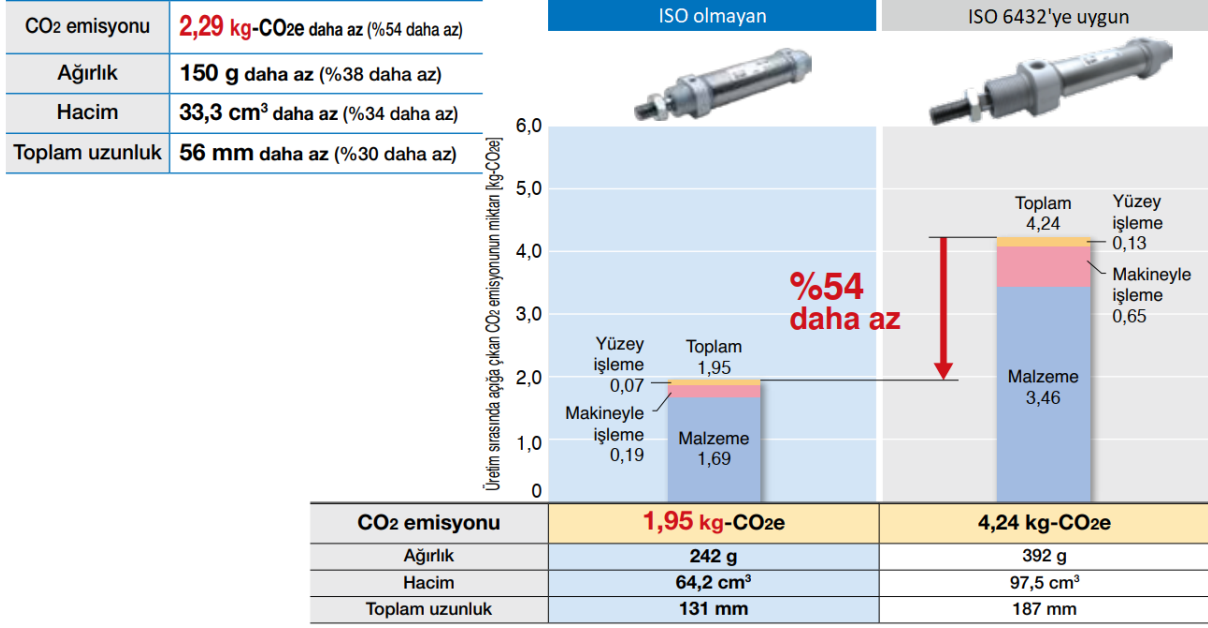 CO2 emisyonu 2,29 kg-CO2e daha az (%54 daha az)
Ağırlık 150 g daha az (%38 daha az)
Hacim 33,3 cm³ daha az (%34 daha az)
Toplam uzunluk 56 mm daha az (%30 daha az)
ISO olmayan
ISO 6432'ye uygun
Üretim sırasında açığa çıkan CO2 emisyonunun miktarı [kg-CO2e]
6,0
5,0
4,0
3,0
2,0
1,0
0
Yüzey
işleme
0,07
Makineyle
işleme
0,19
Toplam
1,95
Malzeme
1,69
%54
daha az
Toplam
4,24
Yüzey
işleme
0,13
Makineyle
işleme
0,65
Malzeme
3,46
CO2 emisyonu 1,95 kg-CO2e 4,24 kg-CO2e
Ağırlık 242 g 392 g
Hacim 64,2 cm³ 97,5 cm³
Toplam uzunluk 131 mm 187 mm